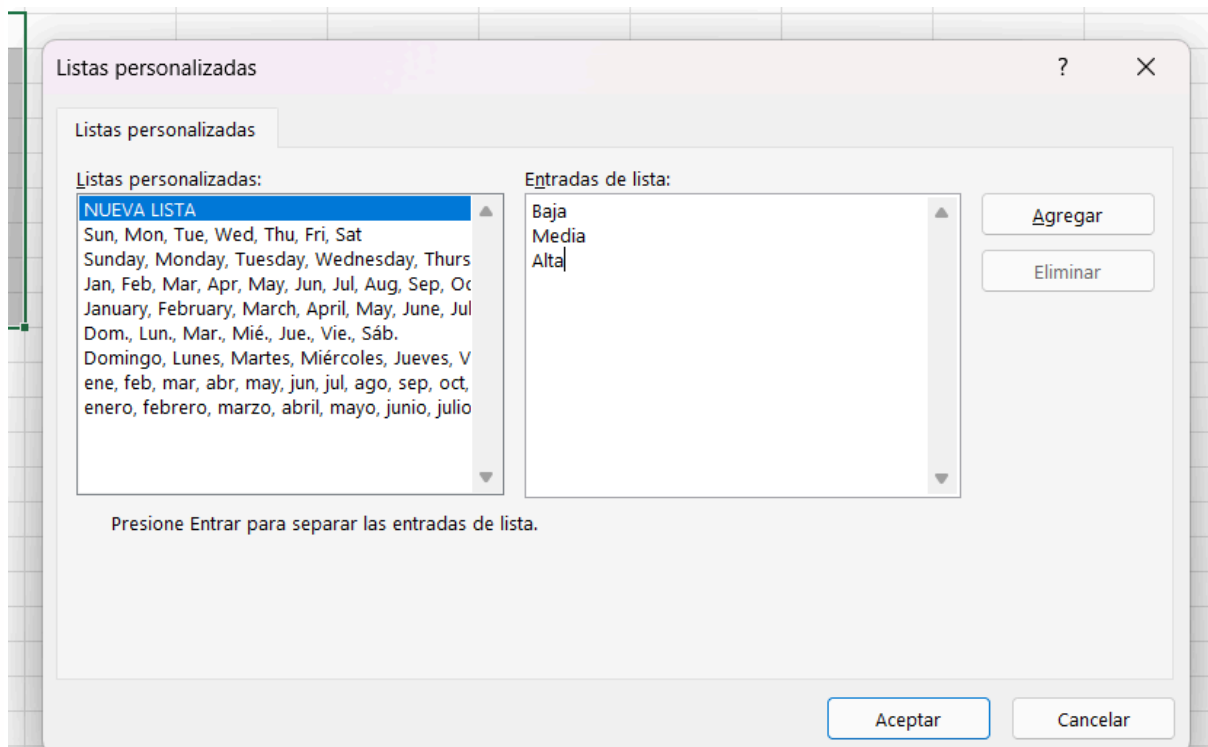 Listas personalizadas
?
Listas personalizadas
Listas personalizadas:
NUEVA LISTA
Sun, Mon, Tue, Wed, Thu, Fri, Sat
Sunday, Monday, Tuesday, Wednesday, Thurs
Jan, Feb, Mar, Apr, May, Jun, Jul, Aug, Sep, Oc
January, February, March, April, May, June, Jul
Dom., Lun., Mar., Mié., Jue., Vie., Sáb.
Domingo, Lunes, Martes, Miércoles, Jueves, V
ene, feb, mar, abr, may, jun, jul, ago, sep, oct,
enero, febrero, marzo, abril, mayo, junio, julio
Entradas de lista:
Baja
Media
Alta
Agregar
Eliminar
Presione Entrar para separar las entradas de lista.
Aceptar
Cancelar